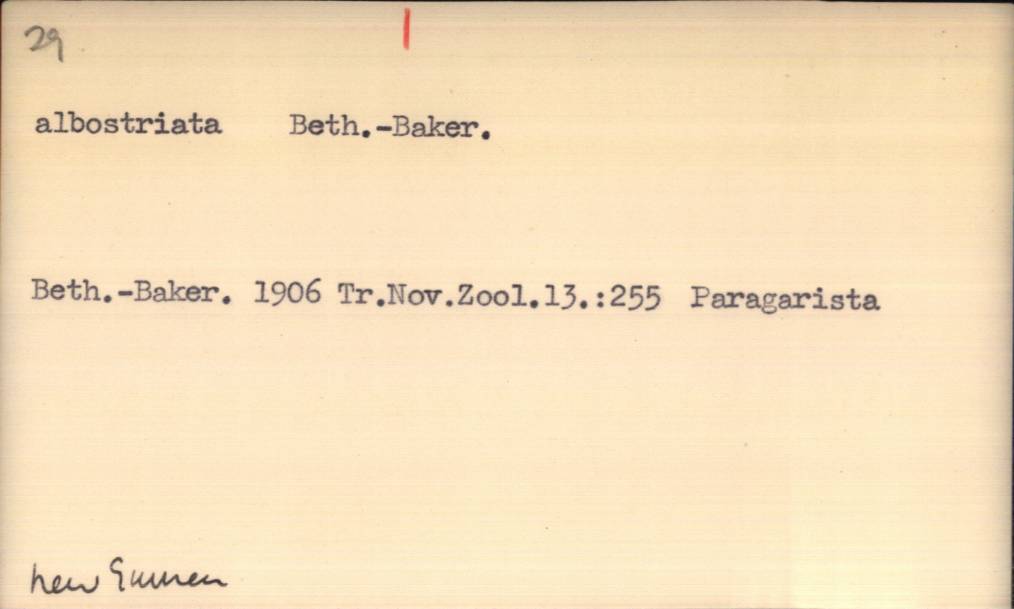 29
albostriata Beth.-Baker.
Beth.-Baker. 1906 Tr.Nov.Zool.13.:255 Paragarista
New Guinea